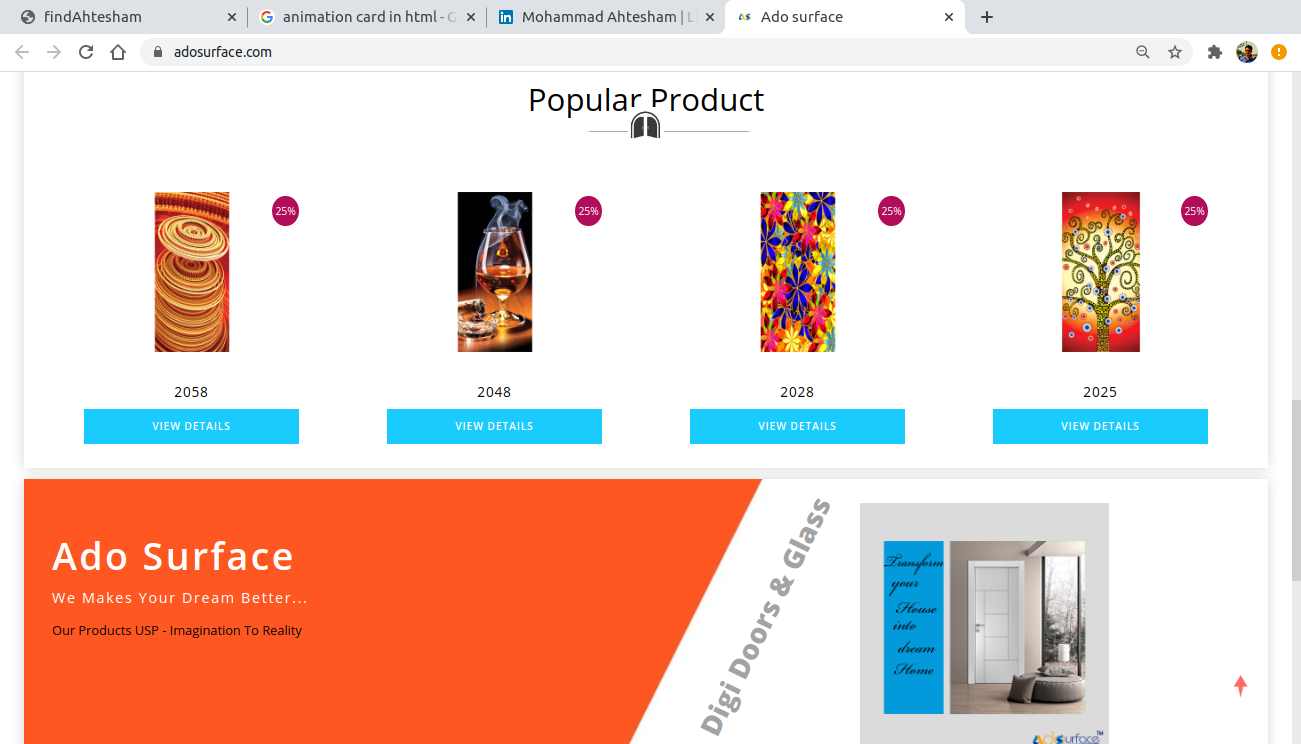 findAhtesham
animation card in html - G
Mohammad Ahtesham | Li
Ado surface
adosurface.com
Popular Product
25%
25%
25%
25%
2058
2048
2028
2025
VIEW DETAILS
VIEW DETAILS
VIEW DETAILS
VIEW DETAILS
Ado Surface
We Makes Your Dream Better...
Our Products USP - Imagination To Reality
Digi Doors & Glass
Transform
your
House
into
dream
Home
Adosurface™